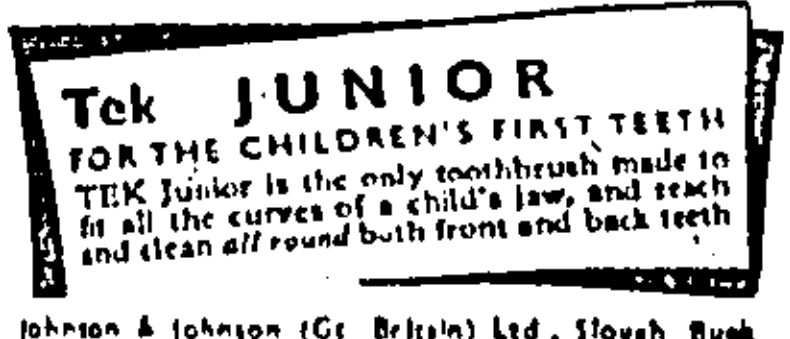 Tek JUNIOR
FOR THE CHILDREN'S FIRST TEETH
TEK Junior is the only toothbrush made to
fit all the curves of a child's jaw, and reach
and clean all round both front and back teeth
Johnson & Johnson (Gt. Britain) Ltd., Slough, Bucks